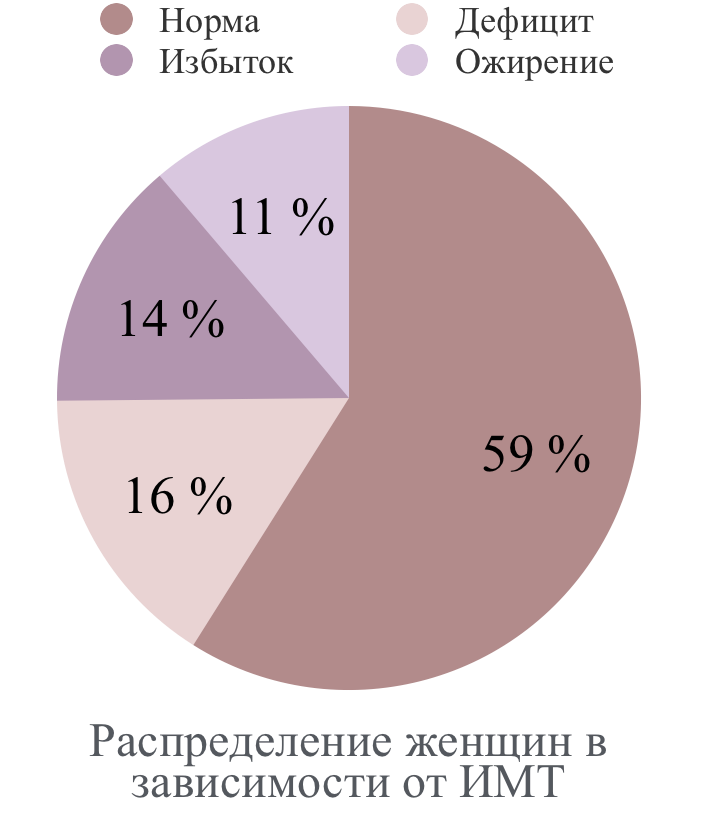 Норма
Дефицит
Избыток
Ожирение
11 %
14 %
59 %
16 %
Распределение женщин в
зависимости от ИМТ